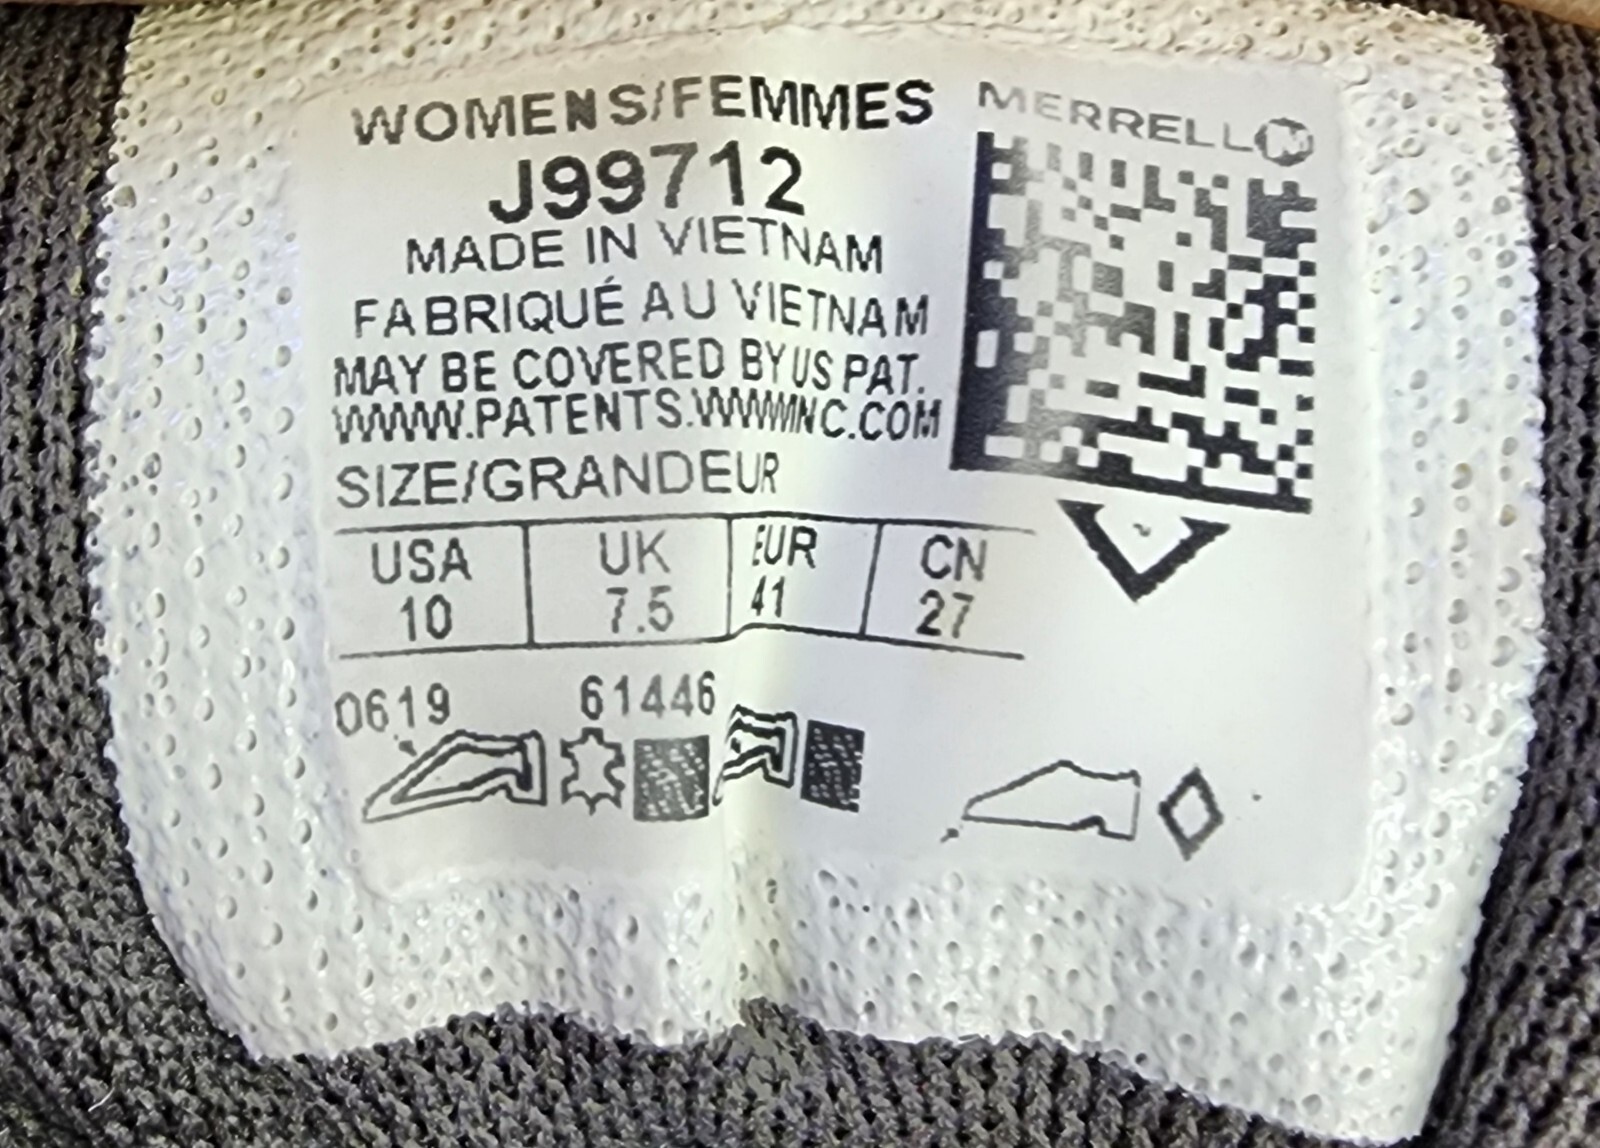 WOMENS/FEMMES
MERRELL
J99712
MADE IN VIETNAM
FABRIQUÉ AU VIETNAM
MAY BE COVERED BY US PAT.
WWW.PATENTS.WWWINC.COM
SIZE/GRANDEUR
USA UK EUR CN
10 7.5 41 27
0619 61446